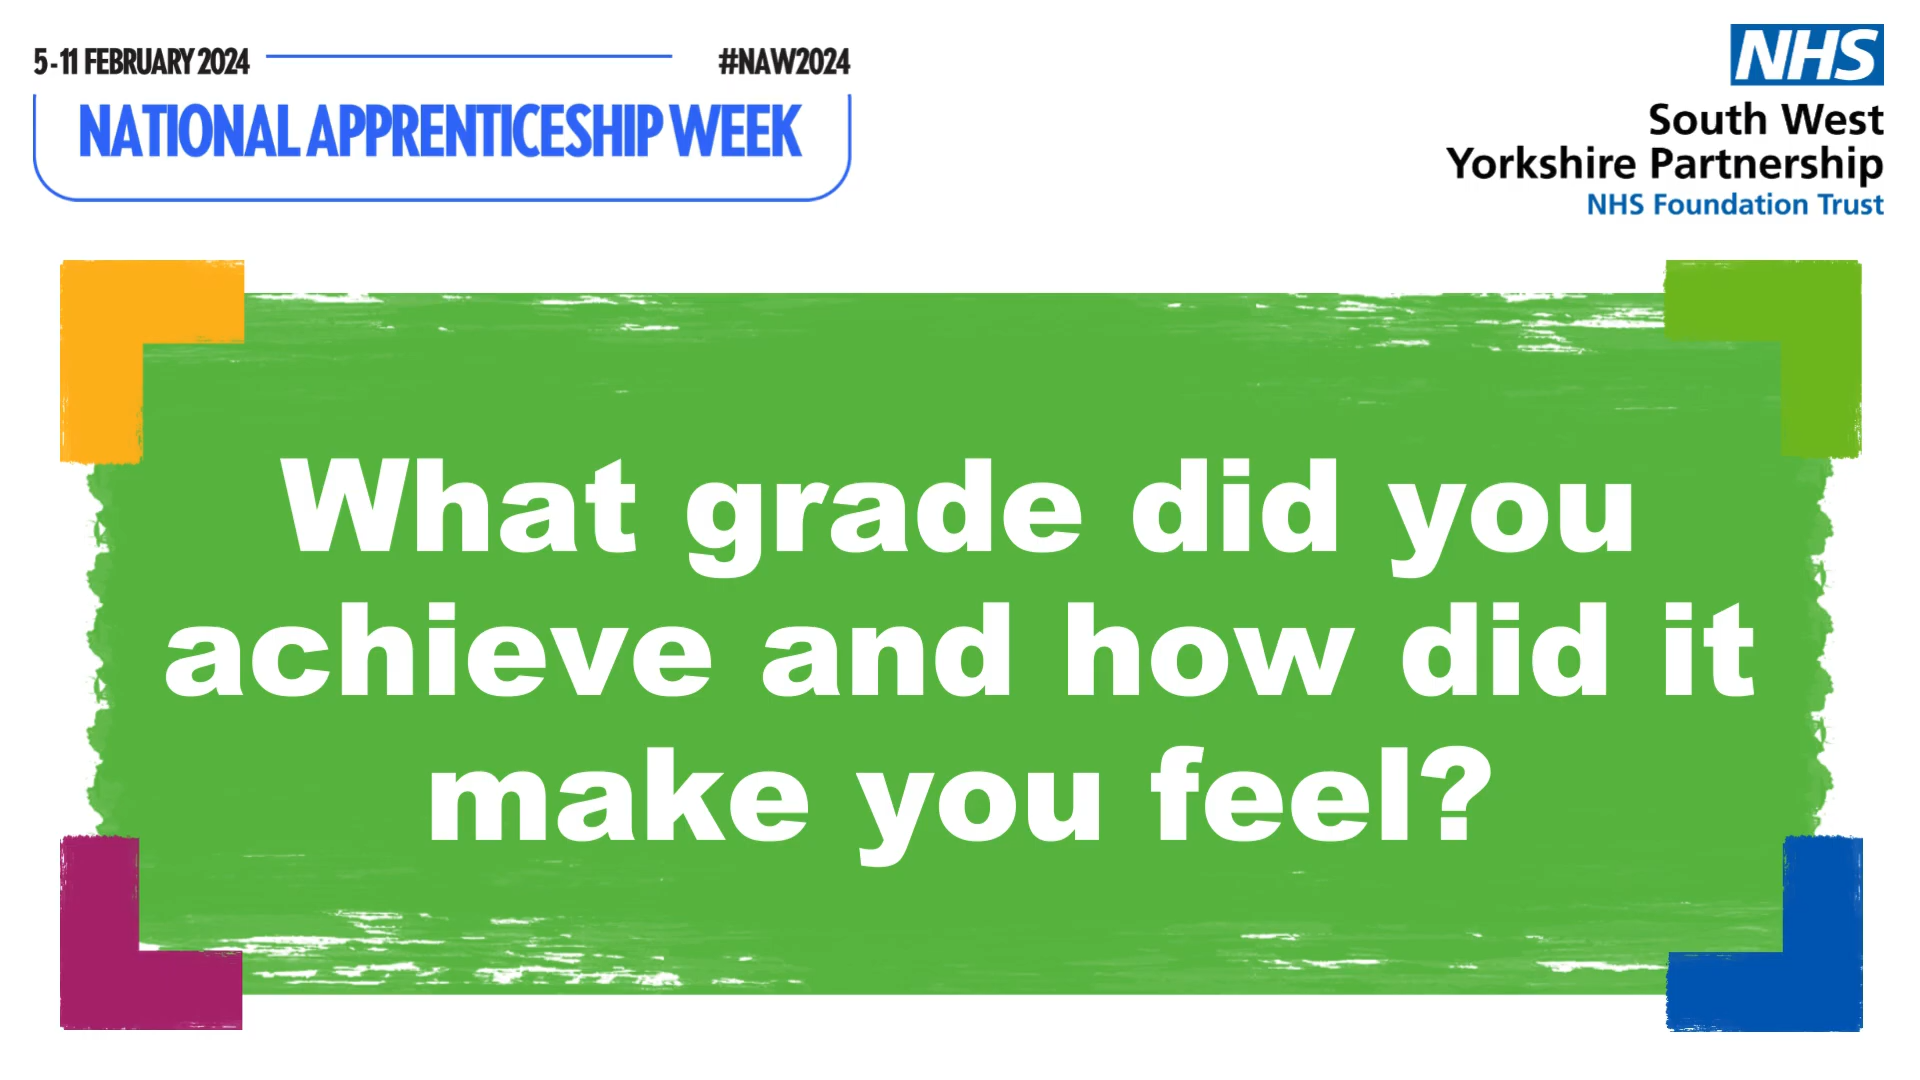 5-11 FEBRUARY 2024
#NAW2024
NATIONAL APPRENTICESHIP WEEK
NHS
South West
Yorkshire Partnership
NHS Foundation Trust
What grade did you
achieve and how did it
make you feel?